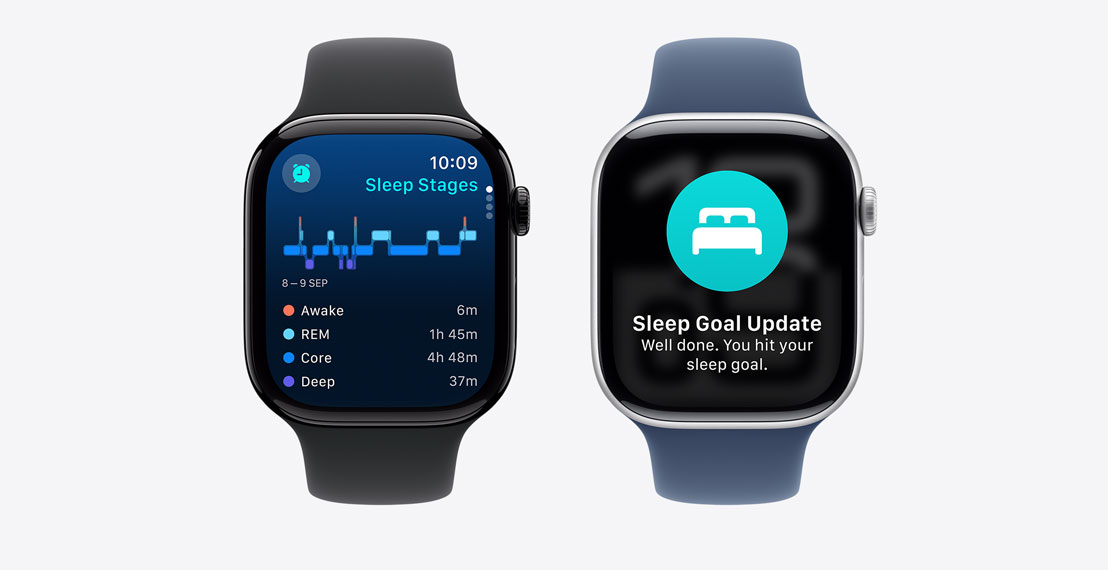 10:09
Sleep Stages
8 – 9 SEP
Awake 6m
REM 1h 45m
Core 4h 48m
Deep 37m
Sleep Goal Update
Well done. You hit your
sleep goal.